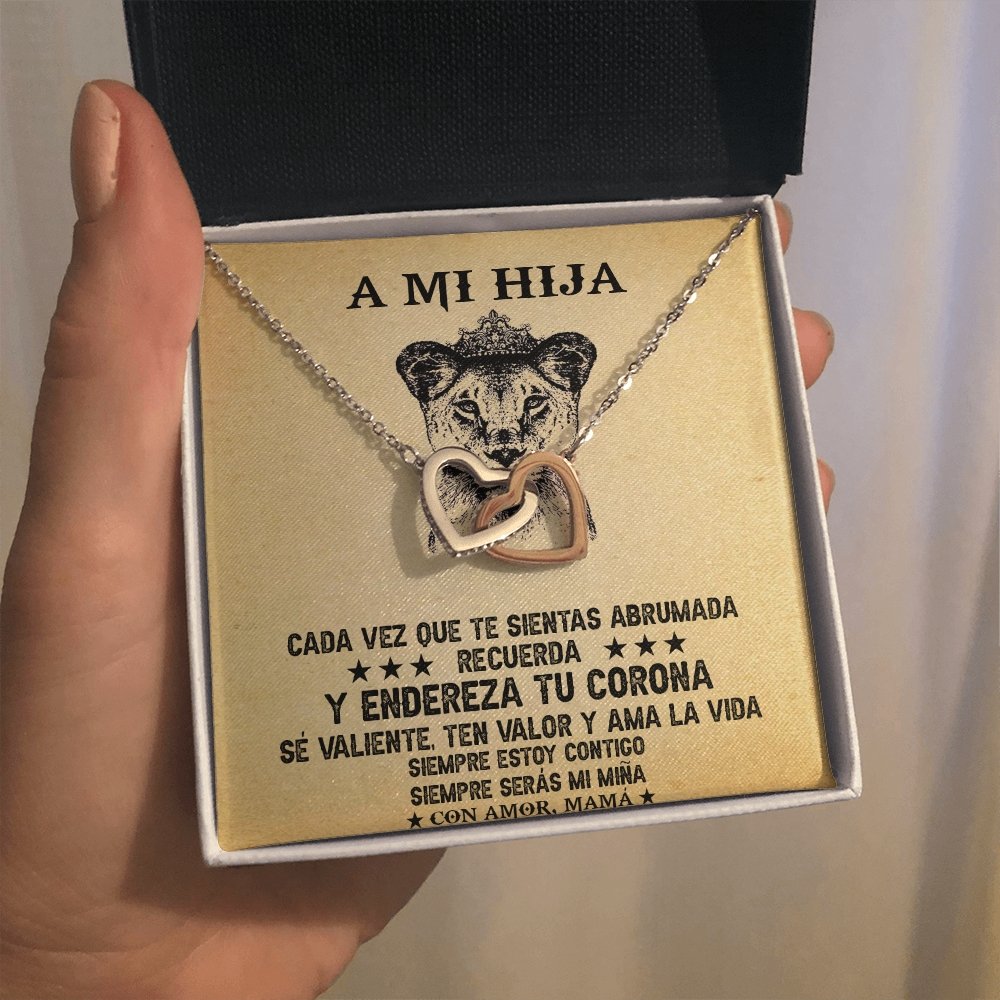 A MI HIJA
CADA VEZ QUE TE SIENTAS ABRUMADA
★★★ RECUERDA ★★★
Y ENDEREZA TU CORONA
SÉ VALIENTE, TEN VALOR Y AMA LA VIDA
SIEMPRE ESTOY CONTIGO
SIEMPRE SERÁS MI MIÑA
★ CON AMOR, MAMÁ ★